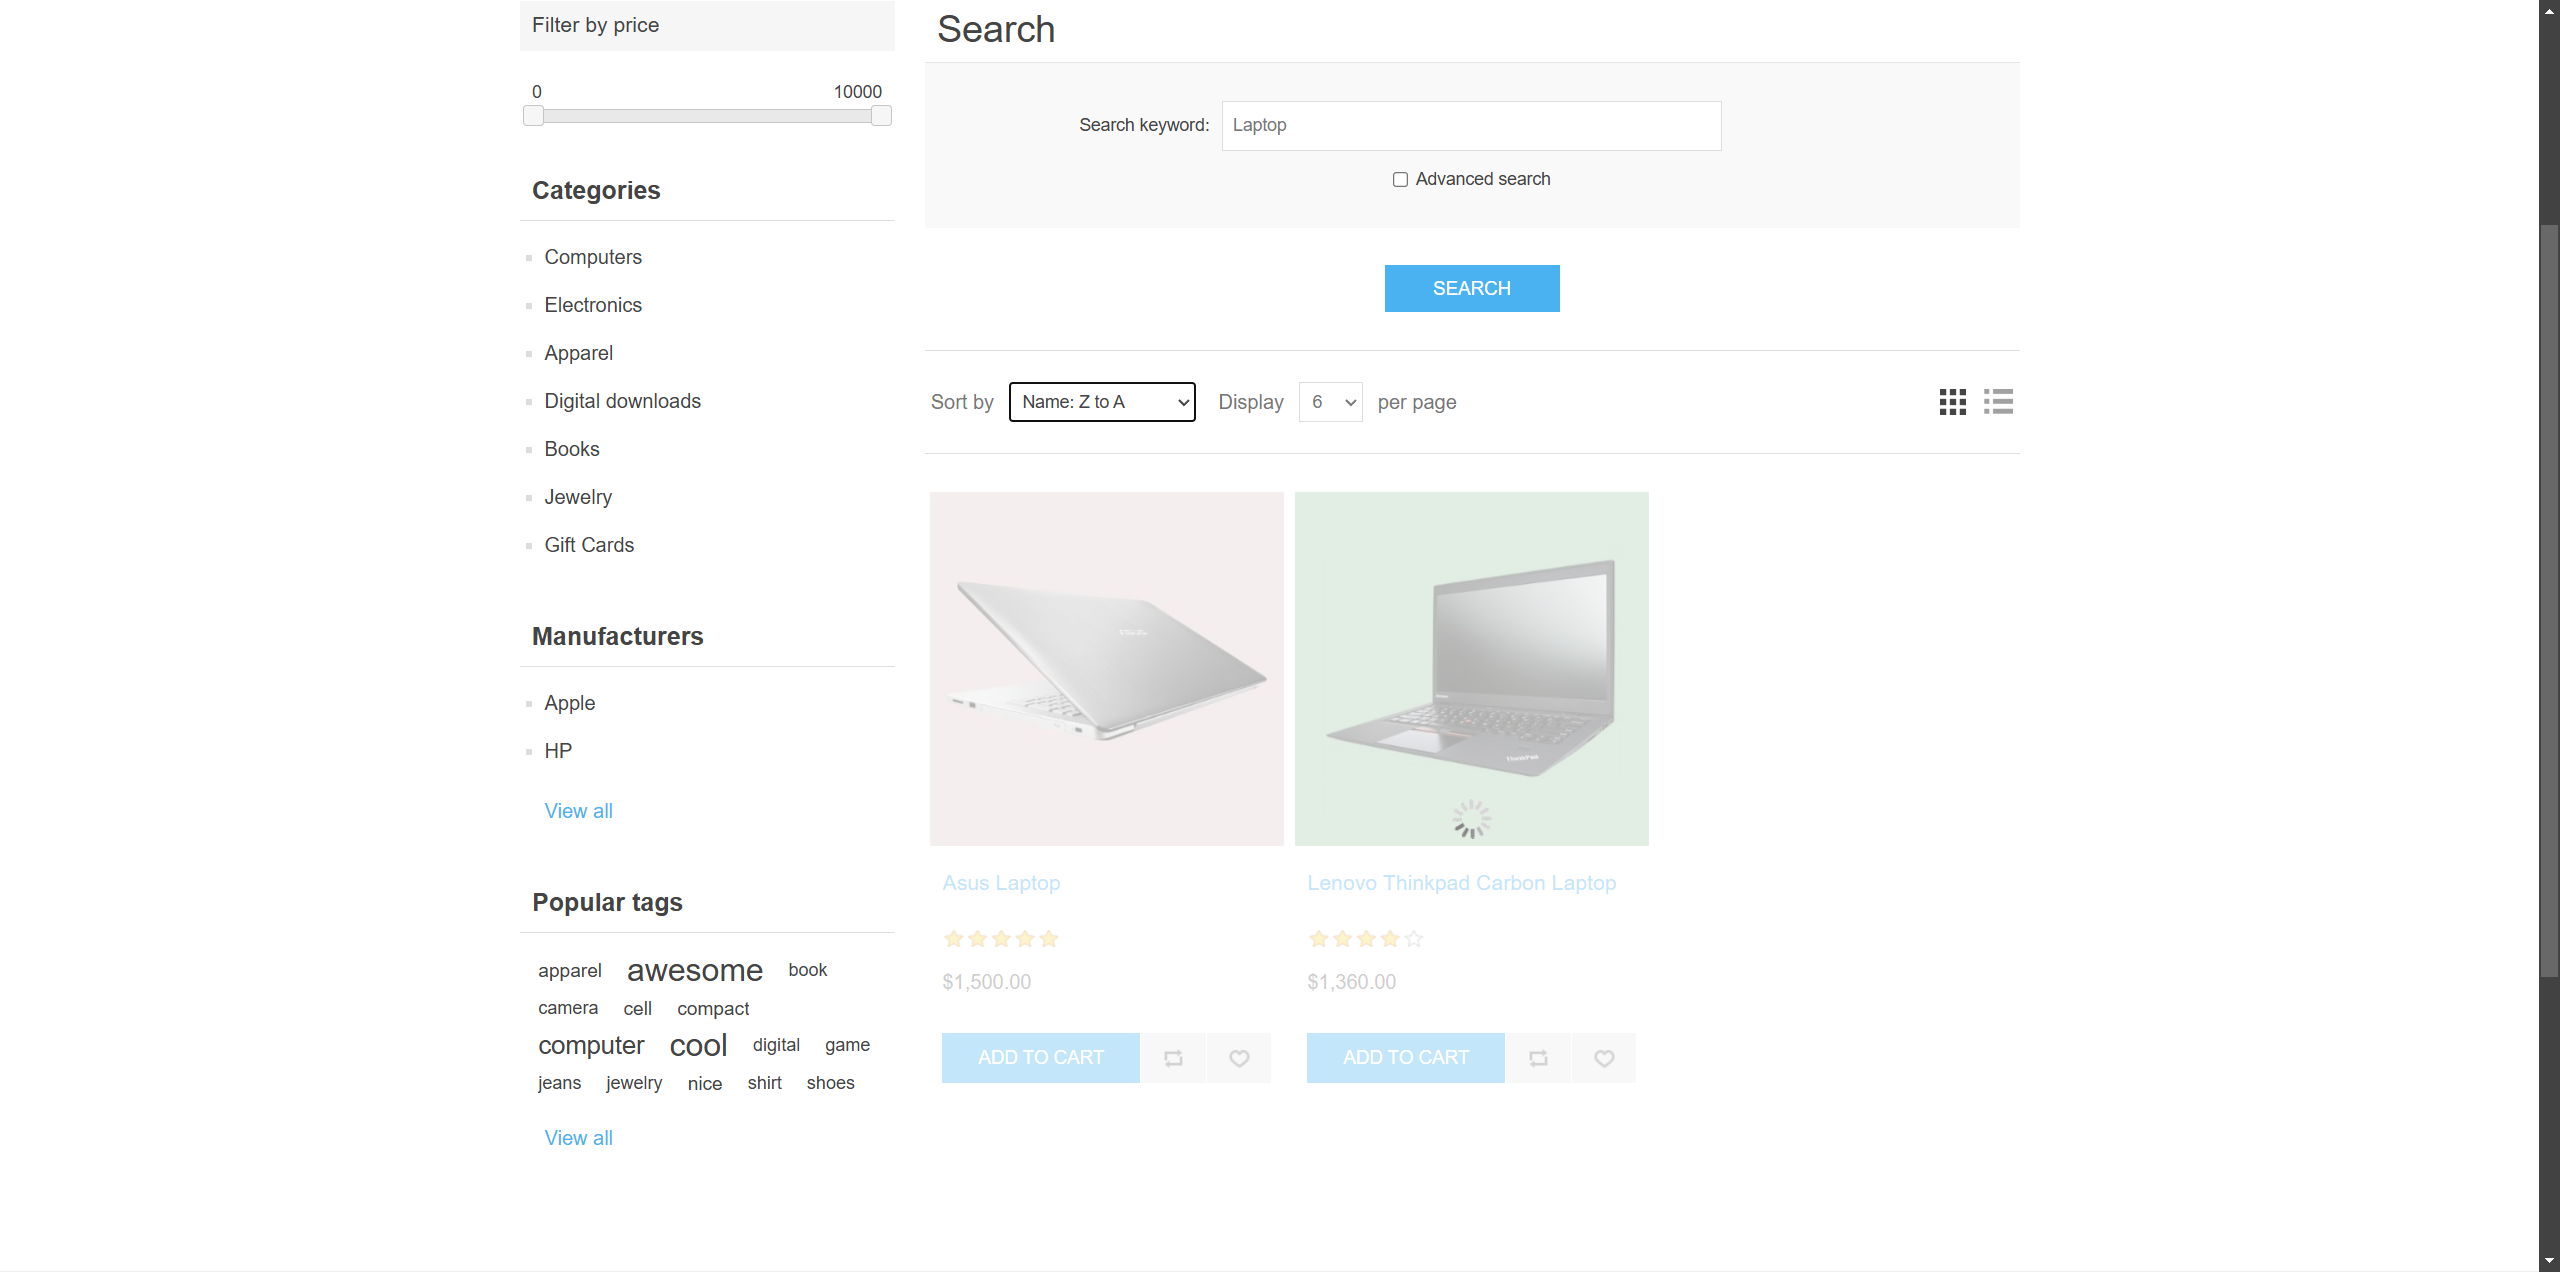 Filter by price
0 10000
Categories
Computers
Electronics
Apparel
Digital downloads
Books
Jewelry
Gift Cards
Manufacturers
Apple
HP
View all
Popular tags
apparel awesome book
camera cell compact
computer cool digital game
jeans jewelry nice shirt shoes
View all
Search
Search keyword: Laptop
Advanced search
SEARCH
Sort by Name: Z to A Display 6 per page
ThinkPad
Asus Laptop
$1,500.00
ADD TO CART
Lenovo Thinkpad Carbon Laptop
$1,360.00
ADD TO CART